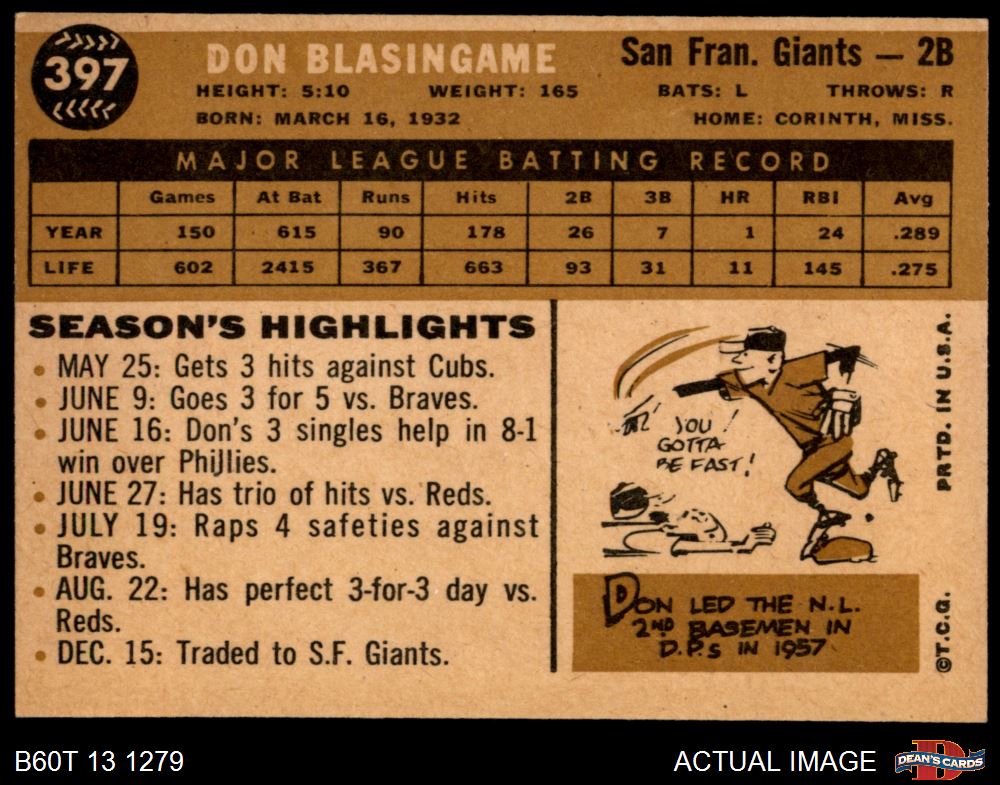 397
DON BLASINGAME
San Fran. Giants — 2B
HEIGHT: 5:10 WEIGHT: 165 BATS: L THROWS: R
BORN: MARCH 16, 1932 HOME: CORINTH, MISS.
MAJOR LEAGUE BATTING RECORD
Games At Bat Runs Hits 2B 3B HR RBI Avg
YEAR 150 615 90 178 26 7 1 24 .289
LIFE 602 2415 367 663 93 31 11 145 .275
SEASON'S HIGHLIGHTS
• MAY 25: Gets 3 hits against Cubs.
• JUNE 9: Goes 3 for 5 vs. Braves.
• JUNE 16: Don's 3 singles help in 8-1
win over Phillies.
• JUNE 27: Has trio of hits vs. Reds.
• JULY 19: Raps 4 safeties against
Braves.
• AUG. 22: Has perfect 3-for-3 day vs.
Reds.
• DEC. 15: Traded to S.F. Giants.
YOU
GOTTA
BE FAST!
DON LED THE N.L.
2ND BASEMEN IN
D.P.s IN 1957
PRTD. IN U.S.A.
©T.C.G.
B60T 13 1279
ACTUAL IMAGE
DEAN'S CARDS